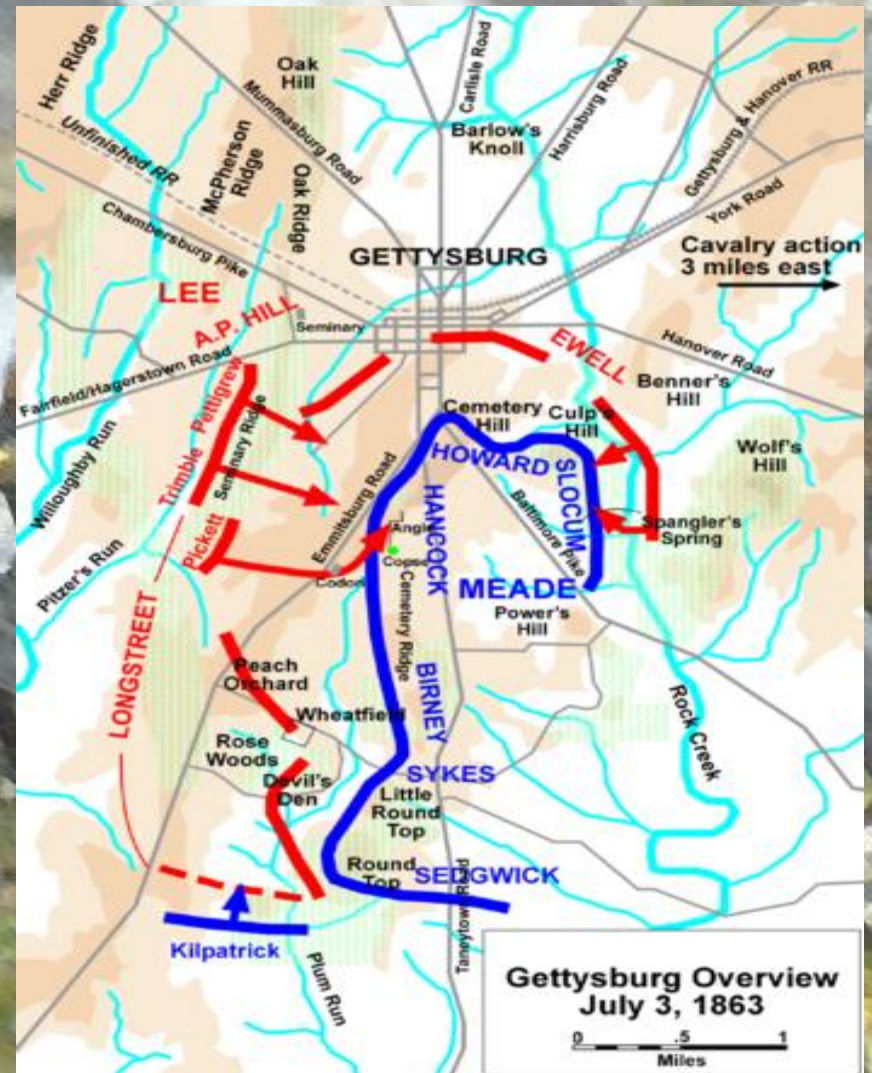 Herr Ridge
Oak
Hill
Carlisle Road
Mummasburg Road
Harrisburg Road
Gettysburg & Hanover RR
Barlow's
Knoll
Unfinished RR
McPherson
Ridge
Oak Ridge
York Road
Chambersburg Pike
GETTYSBURG
Cavalry action
3 miles east
LEE
A.P. HILL
Seminary
EWELL
Hanover Road
Fairfield/Hagerstown Road
Benner's
Hill
Pettigrew
Seminary Ridge
Trimble
Cemetery
Hill
Culp's
Hill
Willoughby Run
HOWARD
SLOCUM
Wolf's
Hill
Emmitsburg Road
HANCOCK
Baltimore Pike
Angle
Spangler's
Spring
Pickett
Copse
Codori
Pitzer's Run
Cemetery Ridge
MEADE
Power's
Hill
LONGSTREET
Peach
Orchard
BIRNEY
Rock Creek
Wheatfield
Rose
Woods
SYKES
Devil's
Den
Little
Round
Top
Round
Top
SEDGWICK
Taneytown Road
Kilpatrick
Plum Run
Gettysburg Overview
July 3, 1863
0 .5 1
Miles